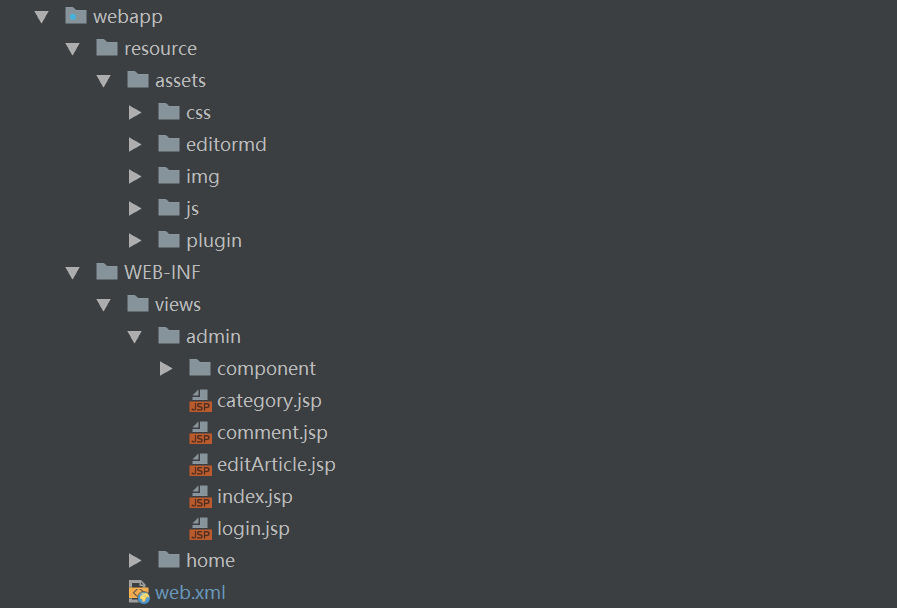 webapp
resource
assets
css
editormd
img
js
plugin
WEB-INF
views
admin
component
JSP category.jsp
JSP comment.jsp
JSP editArticle.jsp
JSP index.jsp
JSP login.jsp
home
web.xml